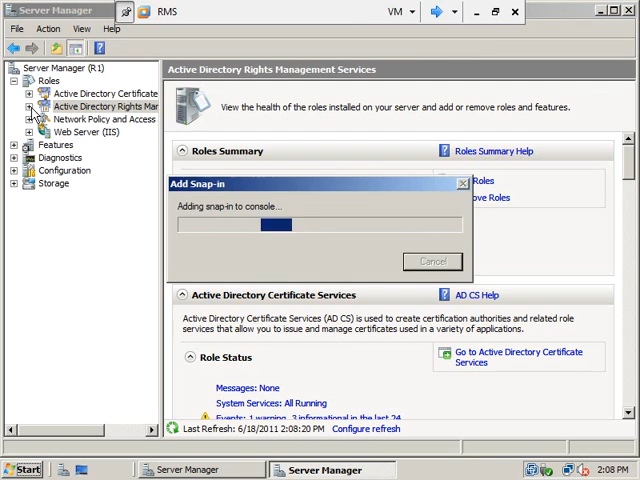 Server Manager
RMS
VM
File
Action
View
Help
Server Manager (R1)
Roles
Active Directory Certificate
Active Directory Rights Mar
Network Policy and Access
Web Server (IIS)
Features
Diagnostics
Configuration
Storage
Active Directory Rights Management Services
View the health of the roles installed on your server and add or remove roles and features.
Roles Summary
Roles Summary Help
Roles
ove Roles
Add Snap-in
Adding snap-in to console...
Cancel
Active Directory Certificate Services
AD CS Help
Active Directory Certificate Services (AD CS) is used to create certification authorities and related role
services that allow you to issue and manage certificates used in a variety of applications.
Role Status
Go to Active Directory Certificate
Services
Messages: None
System Services: All Running
Events: 1 warning, 3 informational in the last 24
Last Refresh: 6/18/2011 2:08:20 PM
Configure refresh
Start
Server Manager
Server Manager
2:08 PM